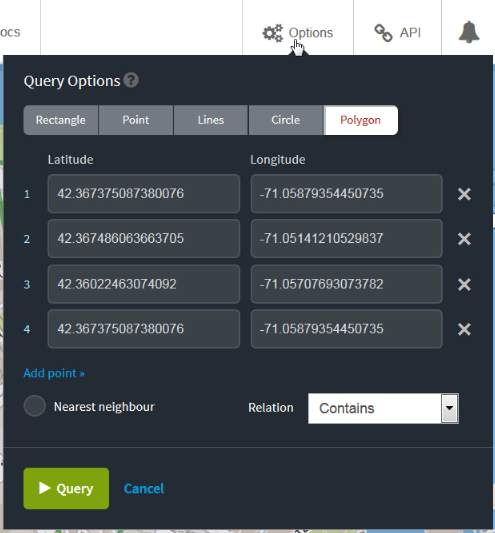 ocs
Options
API
Query Options ?
Rectangle Point Lines Circle Polygon
Latitude Longitude
1 42.367375087380076 -71.05879354450735
2 42.367486063663705 -71.05141210529837
3 42.36022463074092 -71.05707693073782
4 42.367375087380076 -71.05879354450735
Add point »
Nearest neighbour Relation Contains
Query Cancel